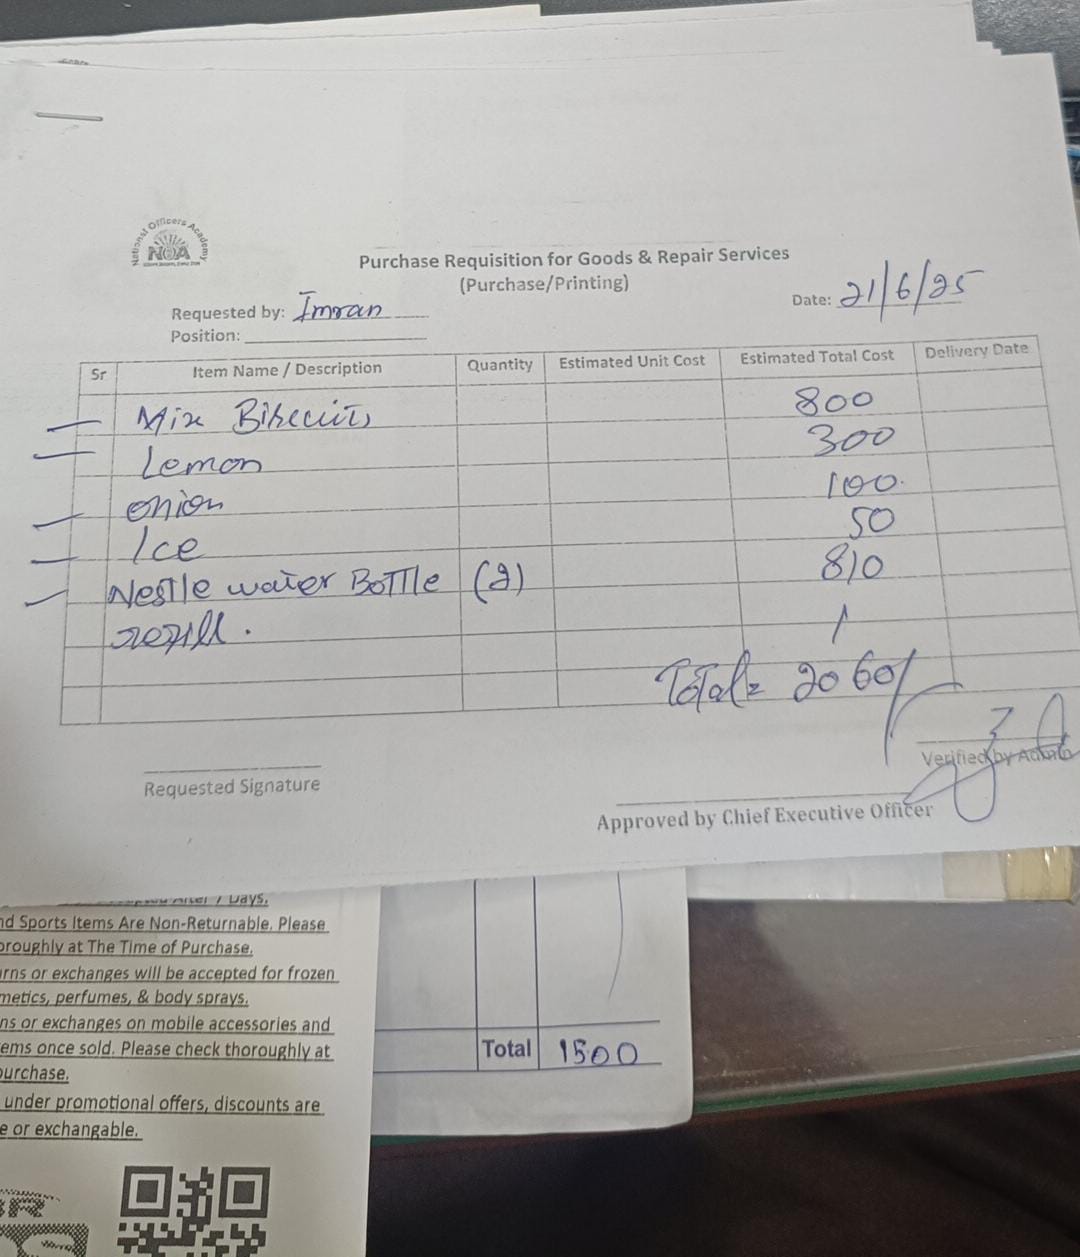 National Officers Academy
NOA
Purchase Requisition for Goods & Repair Services
(Purchase/Printing)
Requested by: Imran
Date: 21/6/25
Position:
Sr Item Name / Description Quantity Estimated Unit Cost Estimated Total Cost Delivery Date
Mix Biscuits 800
Lemon 300
onion 100
Ice 50
Nestle water BoTTle (2) 810
refill.
Total= 2060/
Verified by
Requested Signature
Approved by Chief Executive Officer
Days.
nd Sports Items Are Non-Returnable. Please
oroughly at The Time of Purchase.
rns or exchanges will be accepted for frozen
metics, perfumes, & body sprays.
ns or exchanges on mobile accessories and
ems once sold. Please check thoroughly at
purchase.
under promotional offers, discounts are
e or exchangable.
Total 1500